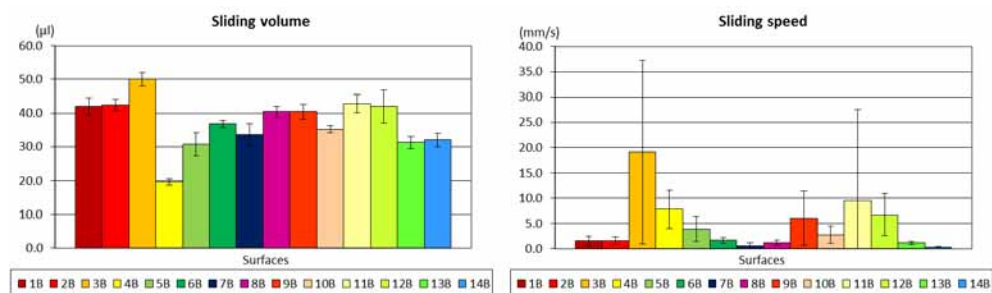 Sliding volume
(µl)
60.0
50.0
40.0
30.0
20.0
10.0
0.0
Surfaces
1B 2B 3B 4B 5B 6B 7B 8B 9B 10B 11B 12B 13B 14B
Sliding speed
(mm/s)
40.0
35.0
30.0
25.0
20.0
15.0
10.0
5.0
0.0
Surfaces
1B 2B 3B 4B 5B 6B 7B 8B 9B 10B 11B 12B 13B 14B